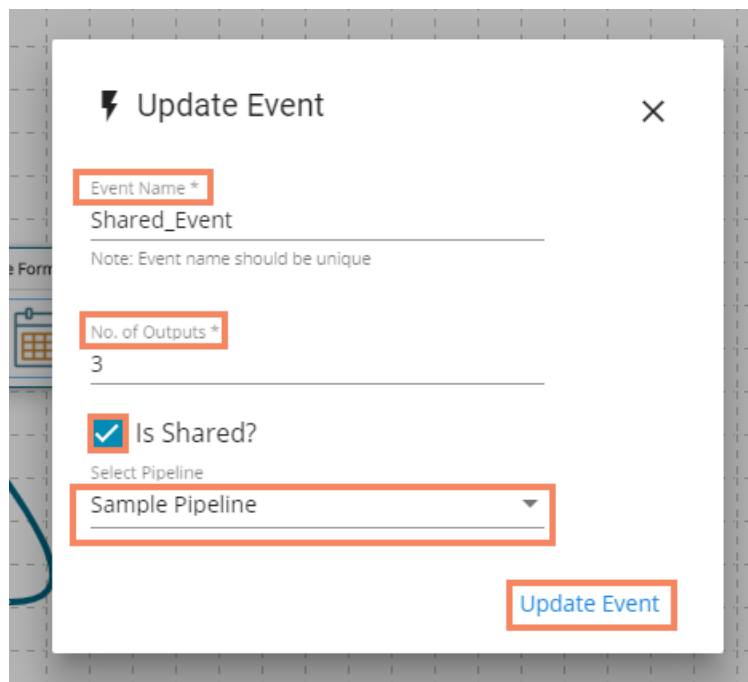 Update Event
Event Name *
Shared_Event
Note: Event name should be unique
e Form
No. of Outputs *
3
Is Shared?
Select Pipeline
Sample Pipeline
Update Event